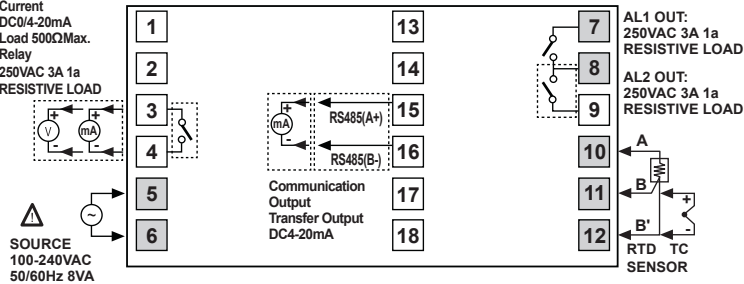 Current
DC0/4-20mA
Load 500ΩMax.
Relay
250VAC 3A 1a
RESISTIVE LOAD
+ +
V mA
- -
SOURCE
100-240VAC
50/60Hz 8VA
~
1
2
3
4
5
6
+
mA
-
RS485(A+)
RS485(B-)
Communication
Output
Transfer Output
DC4-20mA
13
14
15
16
17
18
7
8
9
10
11
12
AL1 OUT:
250VAC 3A 1a
RESISTIVE LOAD
AL2 OUT:
250VAC 3A 1a
RESISTIVE LOAD
A
B
B'
+
-
RTD TC
SENSOR